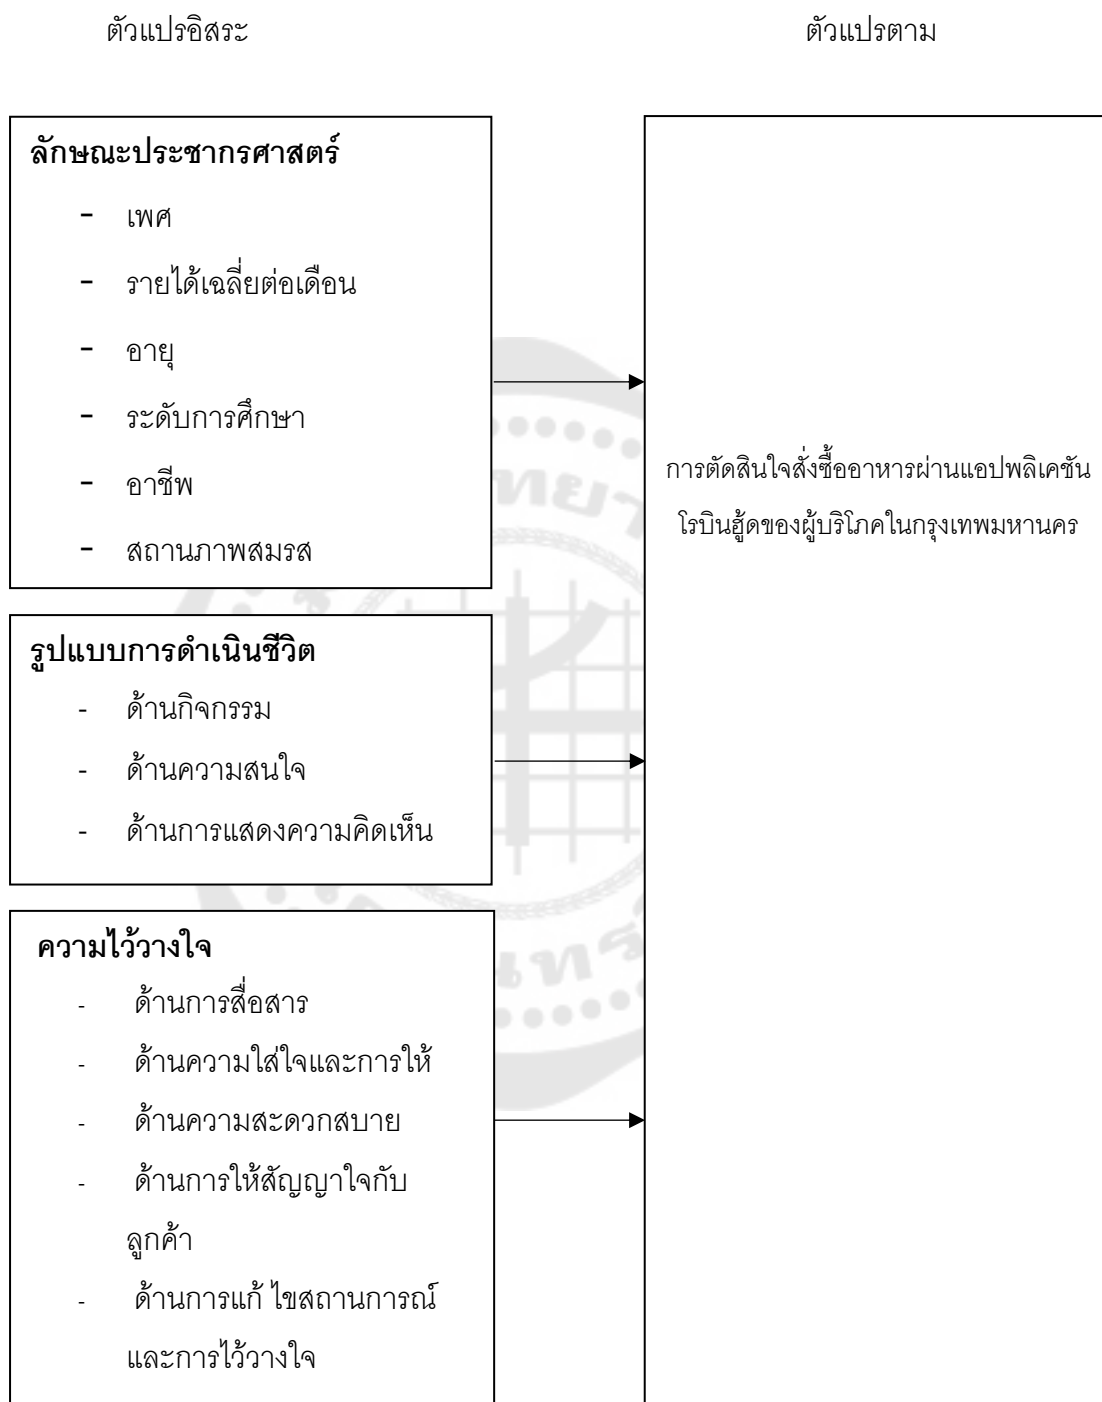 ตัวแปรอิสระ
ตัวแปรตาม
ลักษณะประชากรศาสตร์
- เพศ
- รายได้เฉลี่ยต่อเดือน
- อายุ
- ระดับการศึกษา
- อาชีพ
- สถานภาพสมรส
รูปแบบการดำเนินชีวิต
- ด้านกิจกรรม
- ด้านความสนใจ
- ด้านการแสดงความคิดเห็น
ความไว้วางใจ
- ด้านการสื่อสาร
- ด้านความใส่ใจและการให้
- ด้านความสะดวกสบาย
- ด้านการให้สัญญาใจกับ
ลูกค้า
- ด้านการแก้ ไขสถานการณ์
และการไว้วางใจ
การตัดสินใจสั่งซื้ออาหารผ่านแอปพลิเคชัน
โรบินฮู้ดของผู้บริโภคในกรุงเทพมหานคร